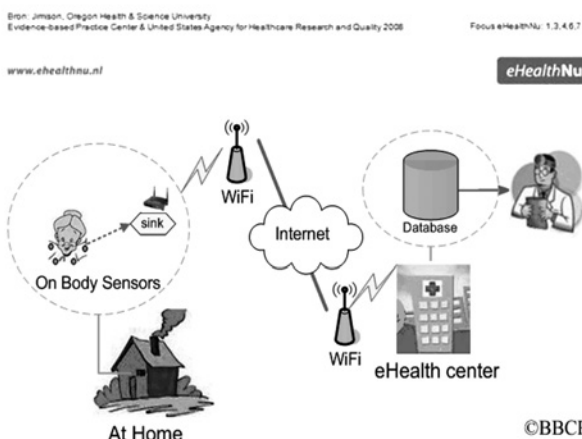 Bron: Jimison, Oregon Health & Science University
Evidence-based Practice Center & United States Agency for Healthcare Research and Quality 2008
Focus eHealthNu: 1,3,4,6,7
www.ehealthnu.nl
eHealthNu
WiFi
sink
On Body Sensors
Internet
Database
WiFi
eHealth center
At Home